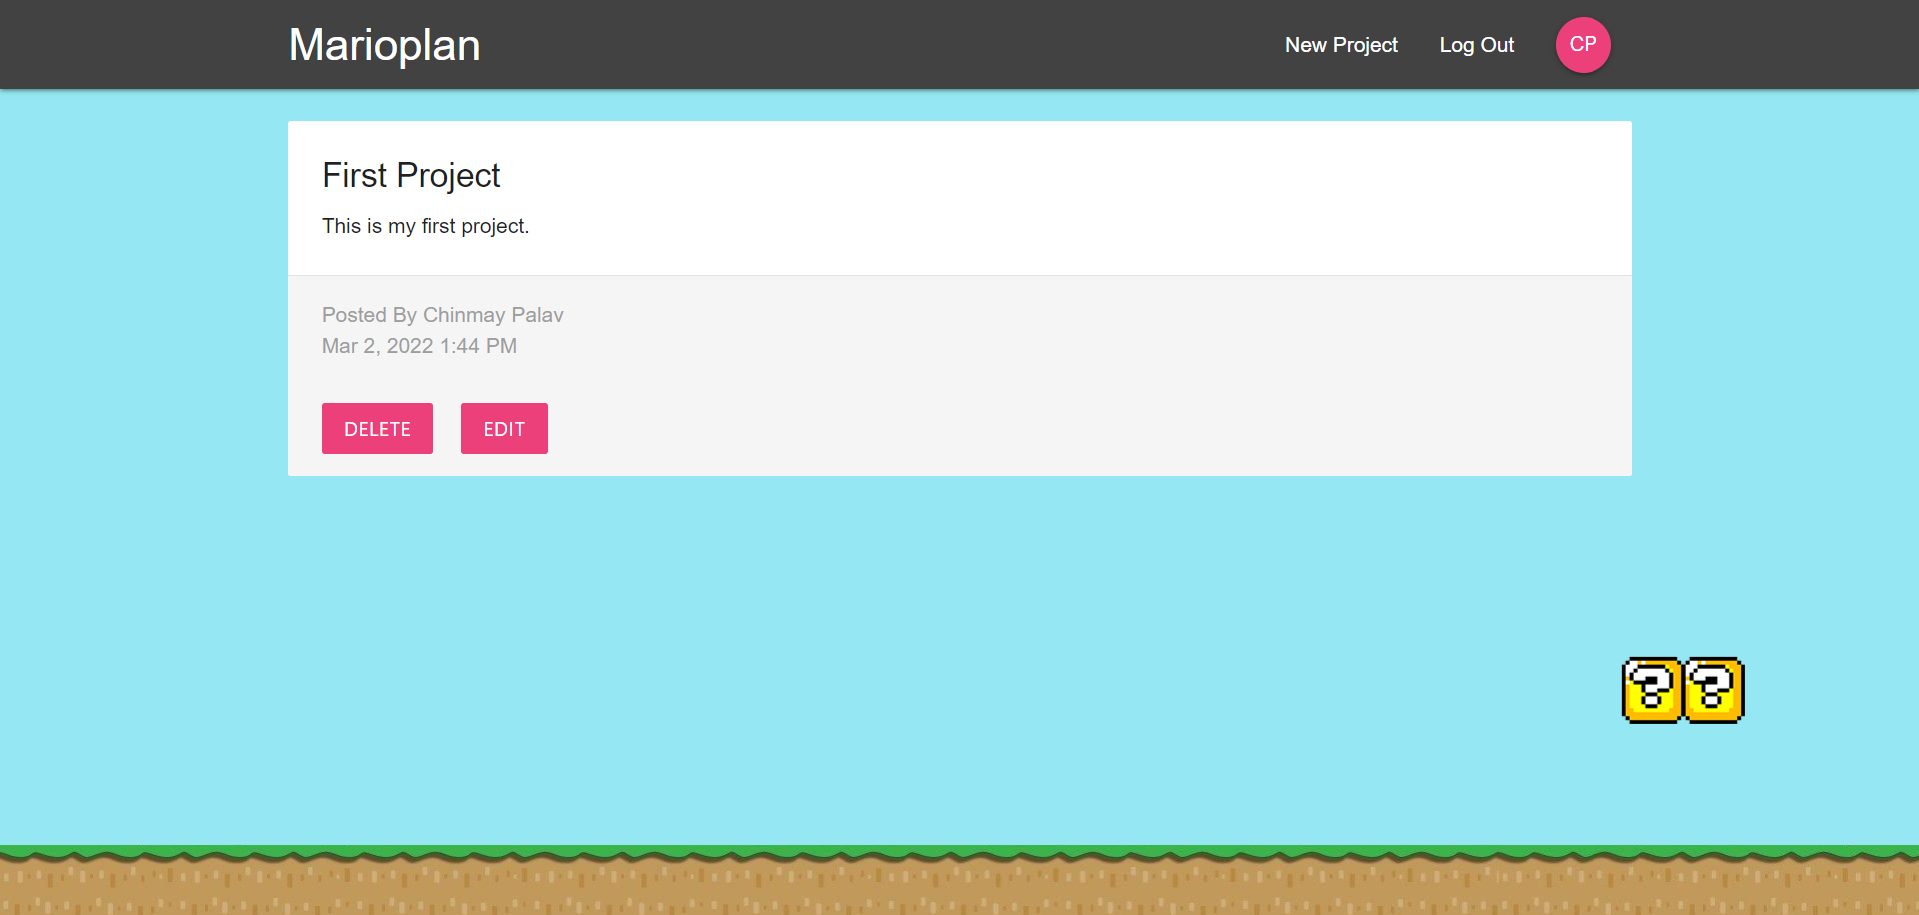 Marioplan
New Project
Log Out
CP
First Project
This is my first project.
Posted By Chinmay Palav
Mar 2, 2022 1:44 PM
DELETE
EDIT
? ?